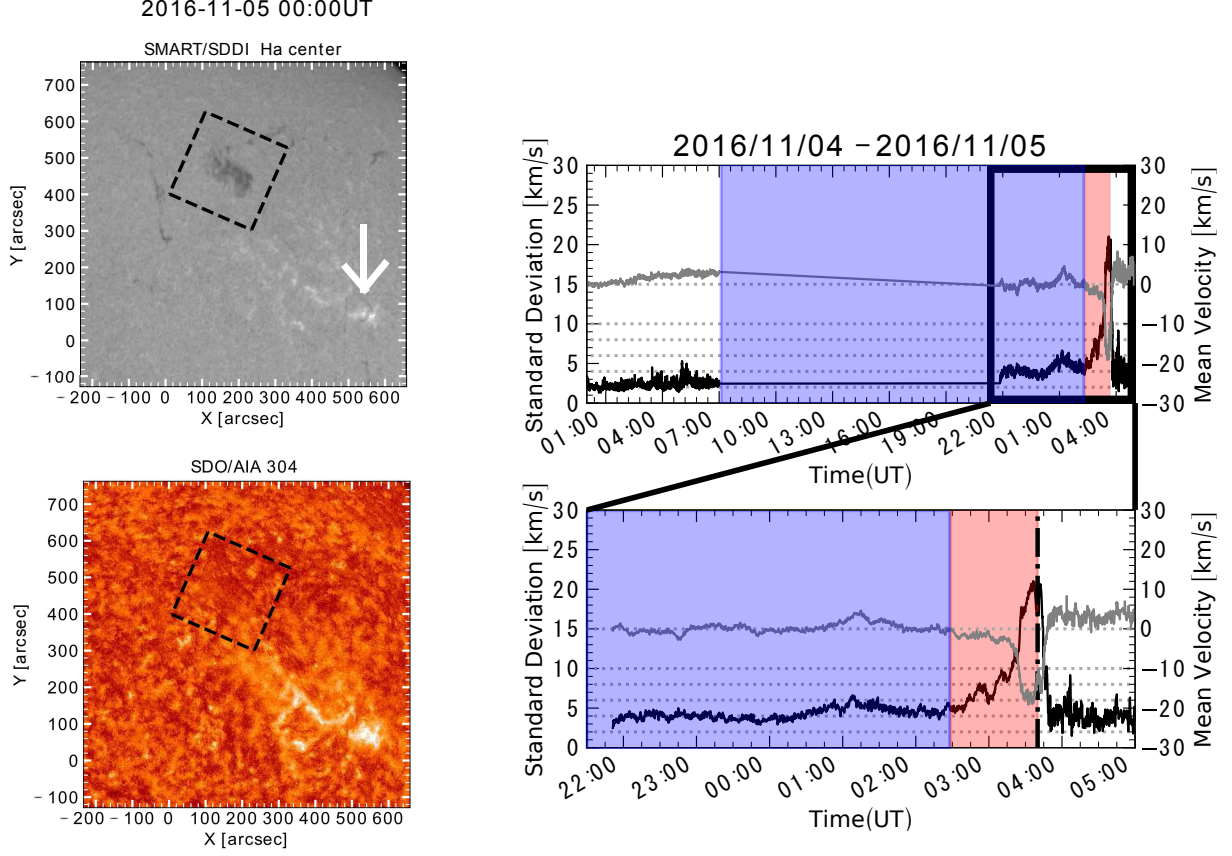 2016-11-05 00:00UT
SMART/SDDI Ha center
700
600
500
400
300
200
100
0
-100
Y [arcsec]
-200 -100 0 100 200 300 400 500 600
X [arcsec]
SDO/AIA 304
700
600
500
400
300
200
100
0
-100
Y [arcsec]
-200 -100 0 100 200 300 400 500 600
X [arcsec]
2016/11/04 -2016/11/05
Standard Deviation [km/s]
30
25
20
15
10
5
0
30
20
10
0
-10
-20
-30
Mean Velocity [km/s]
01:00 04:00 07:00 10:00 13:00 16:00 19:00 22:00 01:00 04:00
Time(UT)
Standard Deviation [km/s]
30
25
20
15
10
5
0
30
20
10
0
-10
-20
-30
Mean Velocity [km/s]
22:00 23:00 00:00 01:00 02:00 03:00 04:00 05:00
Time(UT)